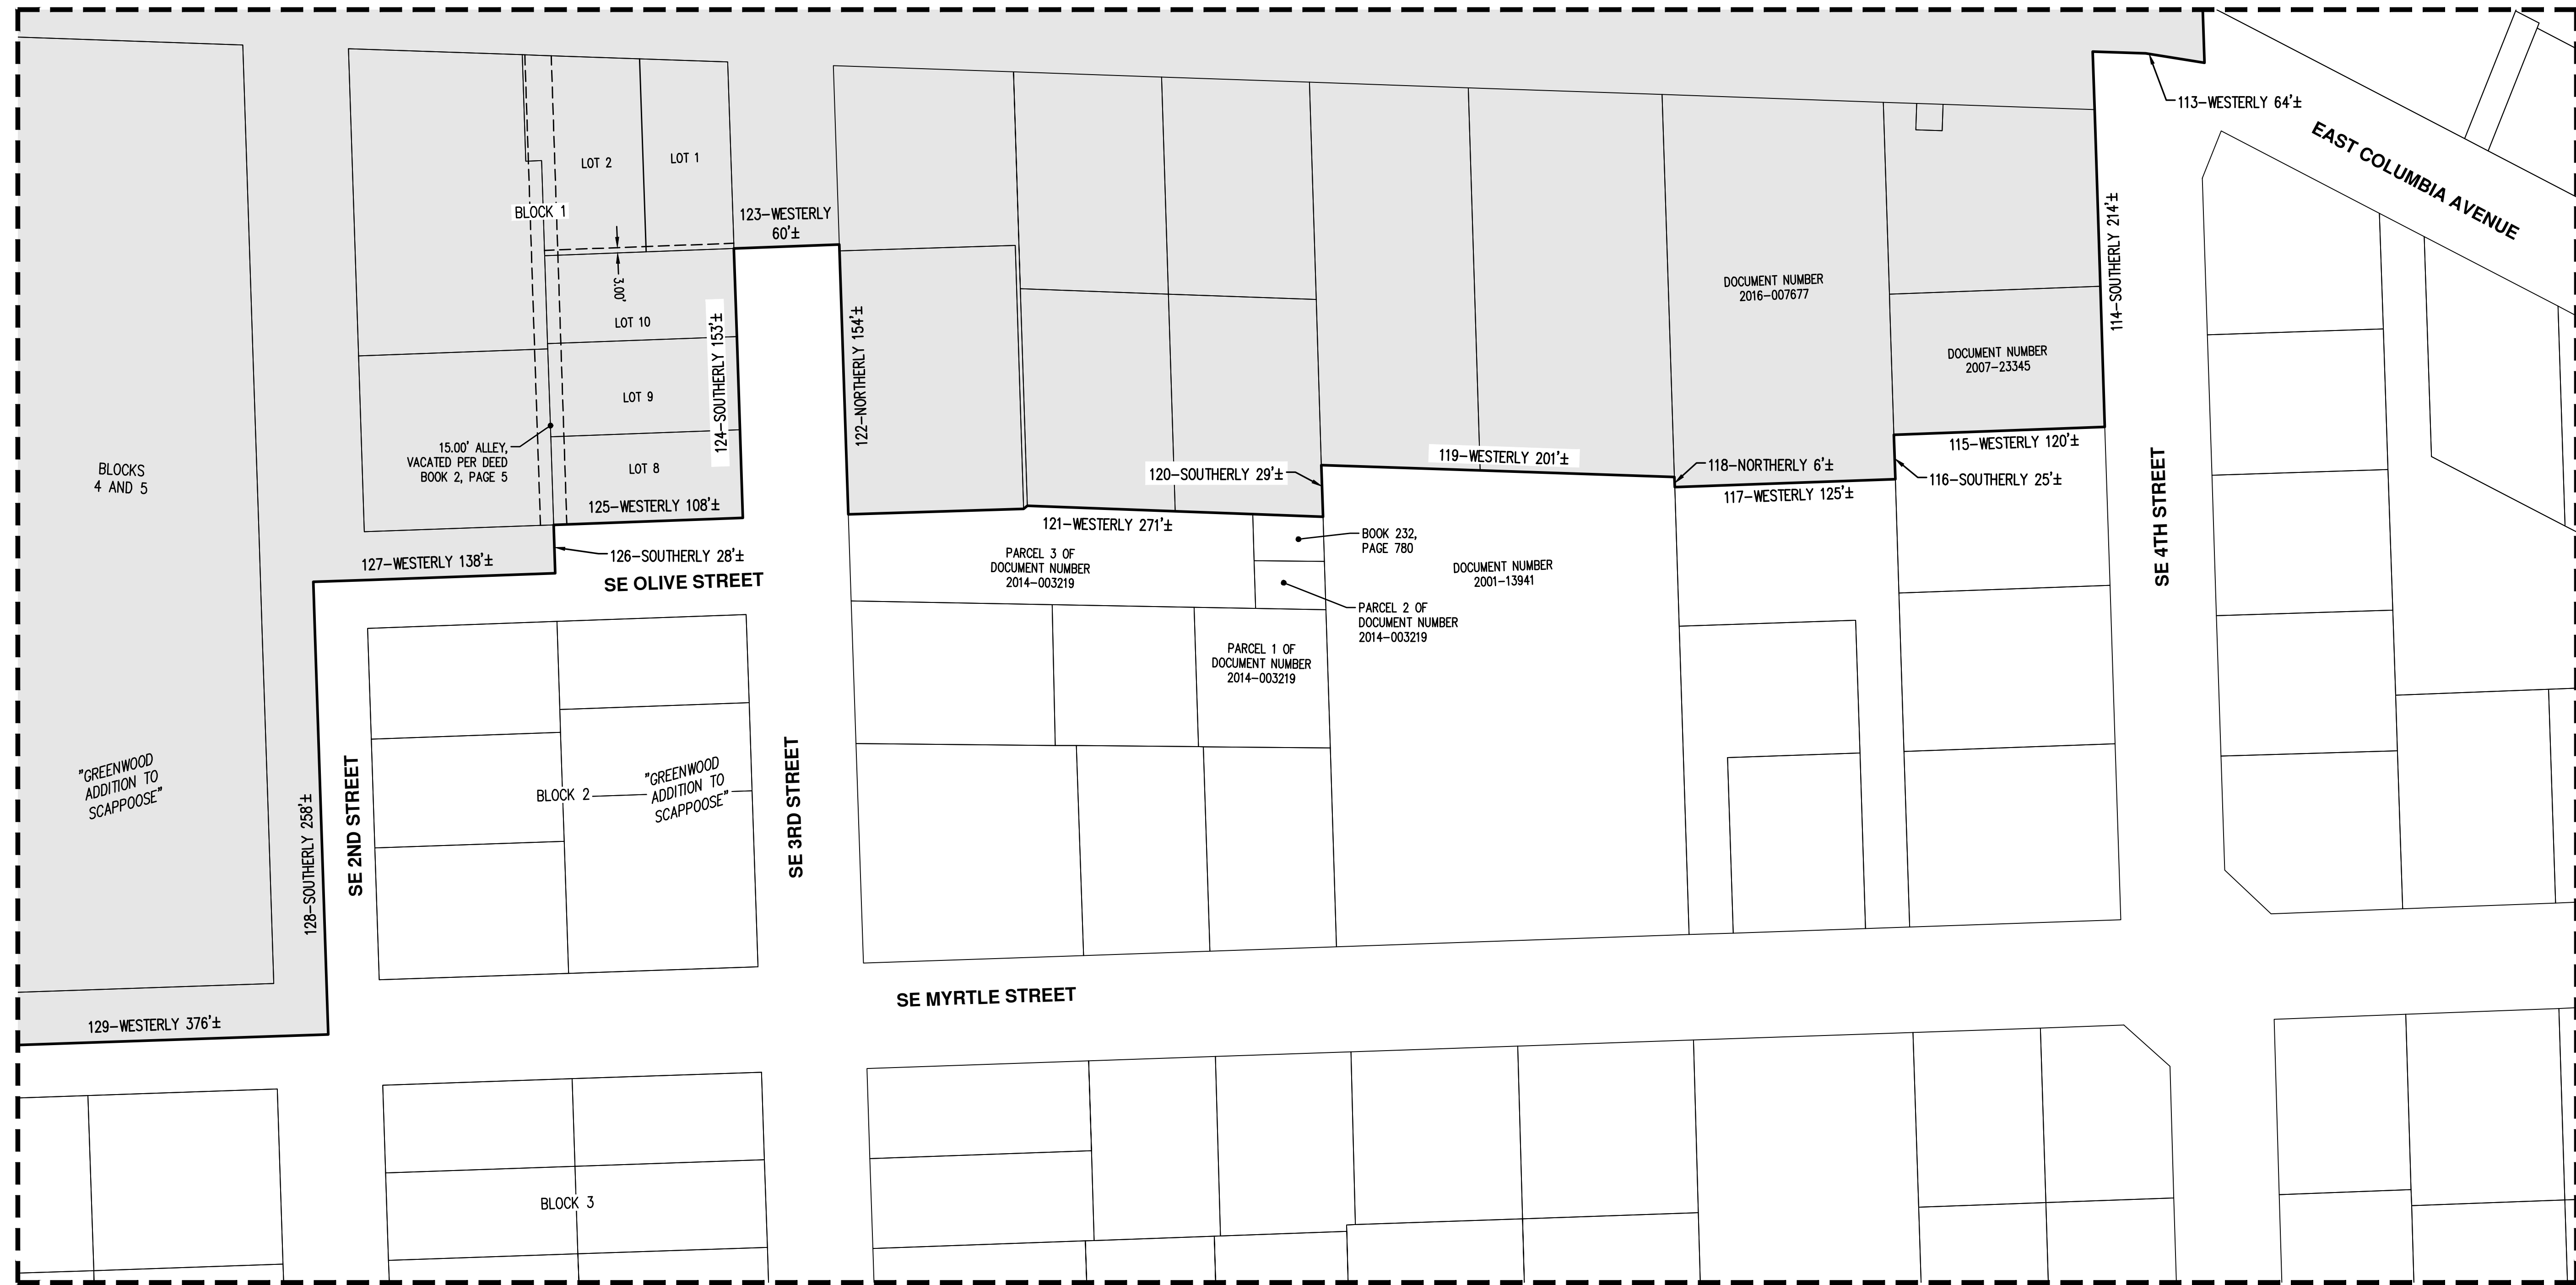 113-WESTERLY 64'±
EAST COLUMBIA AVENUE
114-SOUTHERLY 214'±
LOT 2
LOT 1
BLOCK 1
123-WESTERLY
60'±
3.00'
LOT 10
124-SOUTHERLY 153'±
122-NORTHERLY 154'±
LOT 9
LOT 8
15.00' ALLEY,
VACATED PER DEED
BOOK 2, PAGE 5
125-WESTERLY 108'±
DOCUMENT NUMBER
2016-007677
DOCUMENT NUMBER
2007-23345
115-WESTERLY 120'±
116-SOUTHERLY 25'±
117-WESTERLY 125'±
118-NORTHERLY 6'±
119-WESTERLY 201'±
120-SOUTHERLY 29'±
121-WESTERLY 271'±
SE 4TH STREET
BLOCKS
4 AND 5
127-WESTERLY 138'±
126-SOUTHERLY 28'±
SE OLIVE STREET
PARCEL 3 OF
DOCUMENT NUMBER
2014-003219
BOOK 232,
PAGE 780
DOCUMENT NUMBER
2001-13941
PARCEL 2 OF
DOCUMENT NUMBER
2014-003219
PARCEL 1 OF
DOCUMENT NUMBER
2014-003219
"GREENWOOD
ADDITION TO
SCAPPOOSE"
128-SOUTHERLY 258'±
SE 2ND STREET
BLOCK 2
"GREENWOOD
ADDITION TO
SCAPPOOSE"
SE 3RD STREET
SE MYRTLE STREET
129-WESTERLY 376'±
BLOCK 3